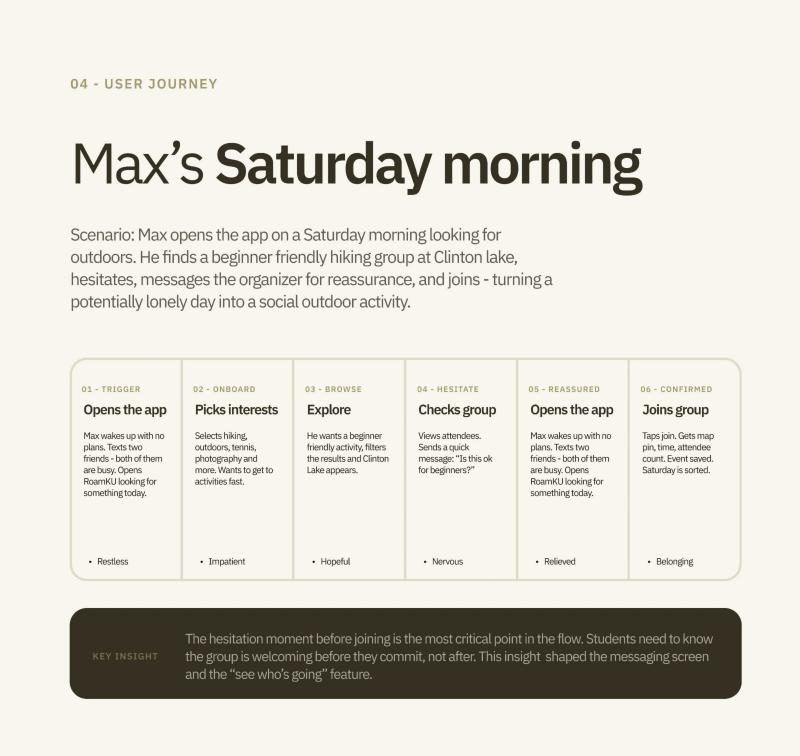 04 - USER JOURNEY
Max’s Saturday morning
Scenario: Max opens the app on a Saturday morning looking for
outdoors. He finds a beginner friendly hiking group at Clinton lake,
hesitates, messages the organizer for reassurance, and joins - turning a
potentially lonely day into a social outdoor activity.
01 - TRIGGER
Opens the app
Max wakes up with no
plans. Texts two
friends - both of them
are busy. Opens
RoamKU looking for
something today.
• Restless
02 - ONBOARD
Picks interests
Selects hiking,
outdoors, tennis,
photography and
more. Wants to get to
activities fast.
• Impatient
03 - BROWSE
Explore
He wants a beginner
friendly activity, filters
the results and Clinton
Lake appears.
• Hopeful
04 - HESITATE
Checks group
Views attendees.
Sends a quick
message: “Is this ok
for beginners?”
• Nervous
05 - REASSURED
Opens the app
Max wakes up with no
plans. Texts two
friends - both of them
are busy. Opens
RoamKU looking for
something today.
• Relieved
06 - CONFIRMED
Joins group
Taps join. Gets map
pin, time, attendee
count. Event saved.
Saturday is sorted.
• Belonging
KEY INSIGHT
The hesitation moment before joining is the most critical point in the flow. Students need to know
the group is welcoming before they commit, not after. This insight shaped the messaging screen
and the “see who’s going” feature.